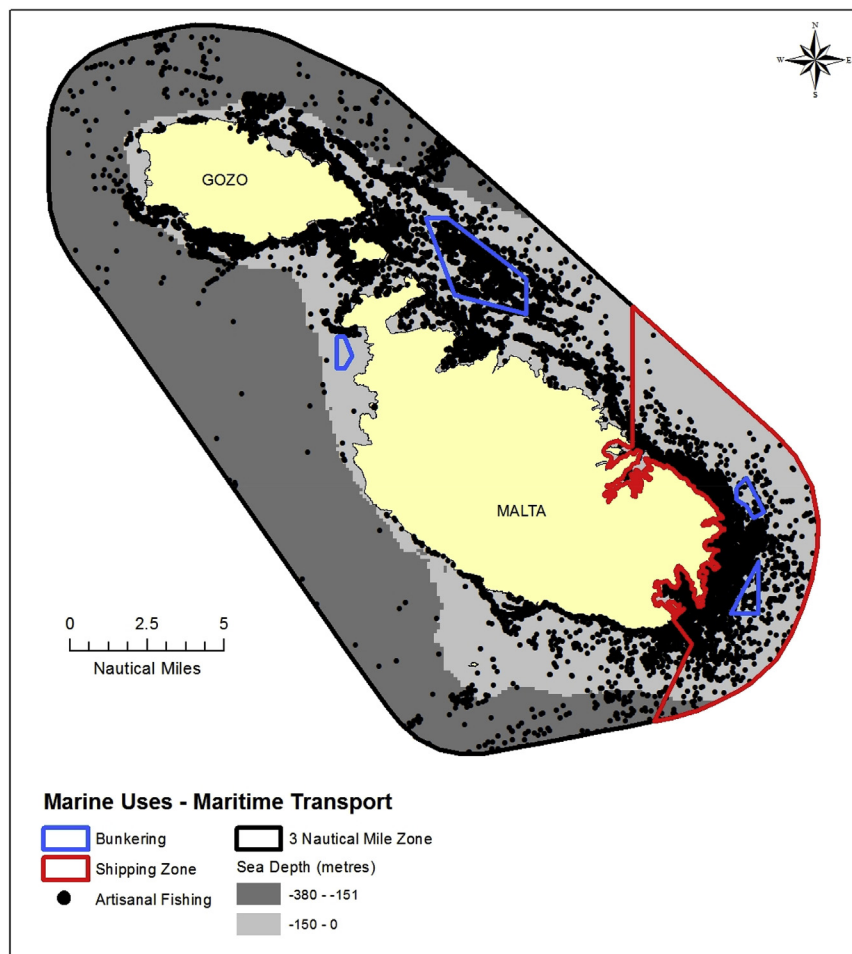 N
W E
S
GOZO
MALTA
0 2.5 5
Nautical Miles
Marine Uses - Maritime Transport
Bunkering
Shipping Zone
Artisanal Fishing
3 Nautical Mile Zone
Sea Depth (metres)
-380 - -151
-150 - 0